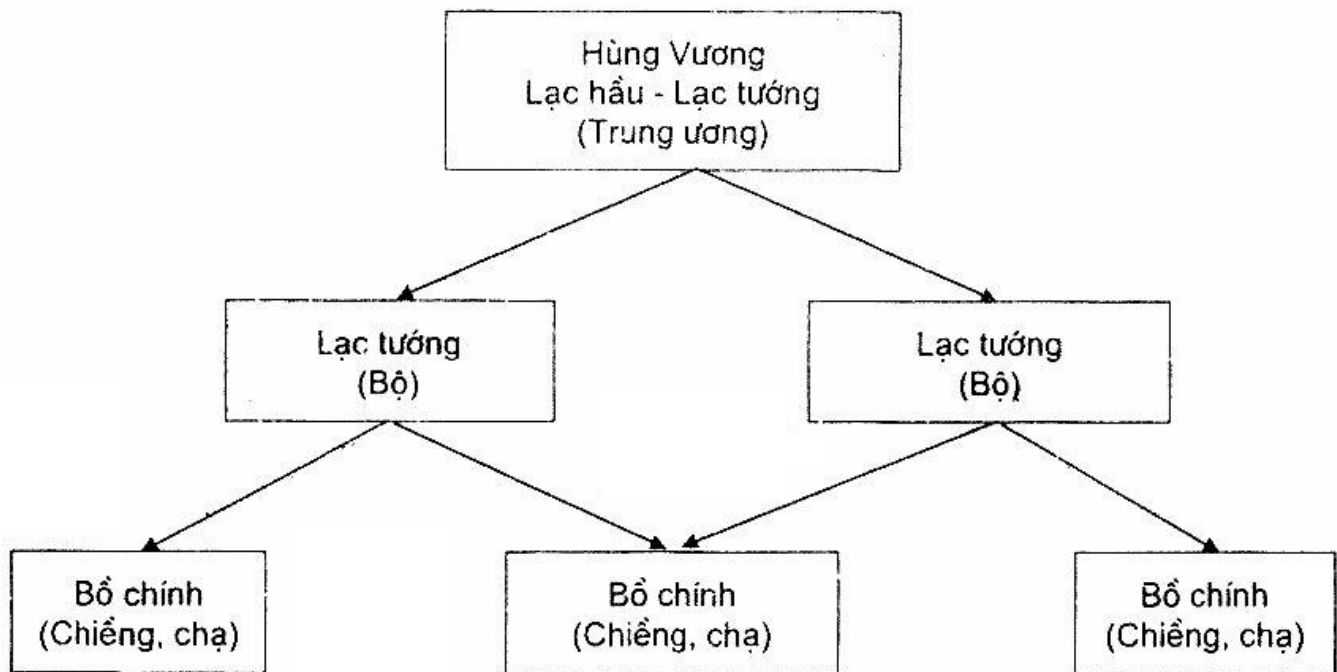 Hùng Vương
Lạc hầu - Lạc tướng
(Trung ương)
Lạc tướng
(Bộ)
Lạc tướng
(Bộ)
Bồ chính
(Chiềng, chạ)
Bồ chính
(Chiềng, chạ)
Bồ chính
(Chiềng, chạ)